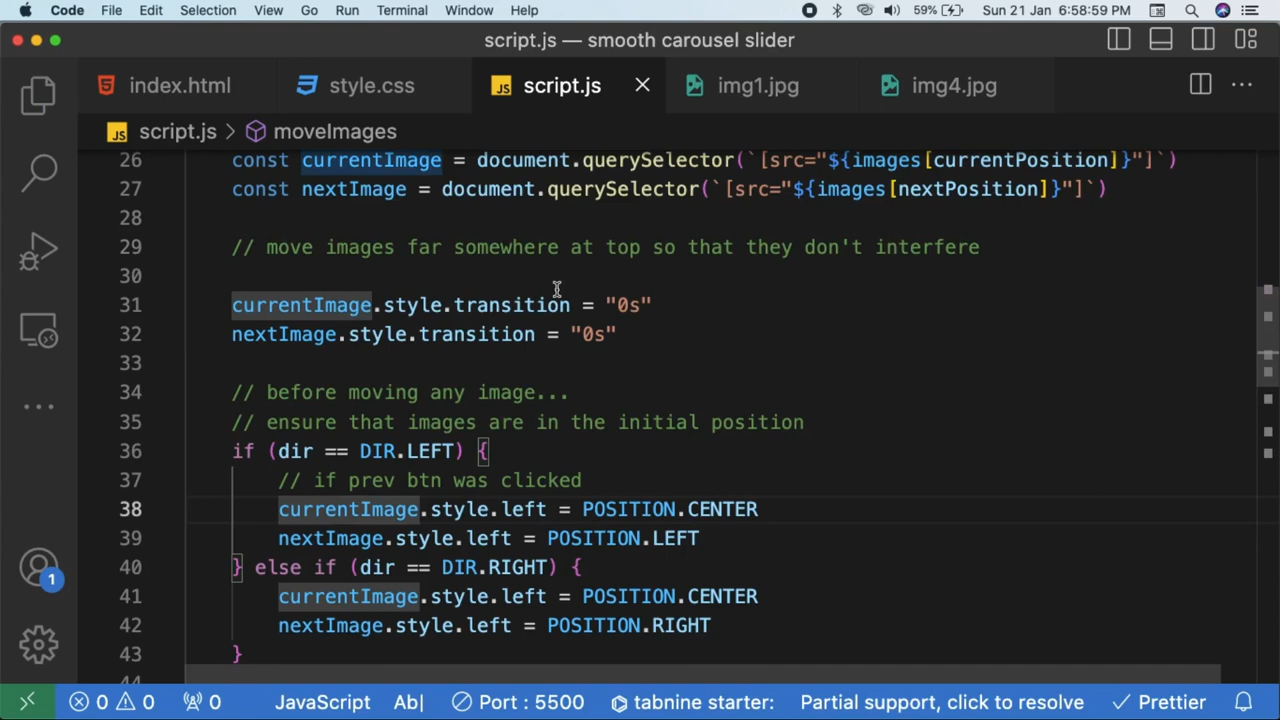 Code File Edit Selection View Go Run Terminal Window Help 59% Sun 21 Jan 6:58:59 PM
script.js — smooth carousel slider
index.html style.css JS script.js img1.jpg img4.jpg
JS script.js > moveImages
26 const currentImage = document.querySelector(`[src="${images[currentPosition]}"]`)
27 const nextImage = document.querySelector(`[src="${images[nextPosition]}"]`)
28
29 // move images far somewhere at top so that they don't interfere
30
31 currentImage.style.transition = "0s"
32 nextImage.style.transition = "0s"
33
34 // before moving any image...
35 // ensure that images are in the initial position
36 if (dir == DIR.LEFT) {
37 // if prev btn was clicked
38 currentImage.style.left = POSITION.CENTER
39 nextImage.style.left = POSITION.LEFT
40 } else if (dir == DIR.RIGHT) {
41 currentImage.style.left = POSITION.CENTER
42 nextImage.style.left = POSITION.RIGHT
43 }
44
1
0 0 0 JavaScript Ab| Port : 5500 tabnine starter: Partial support, click to resolve Prettier